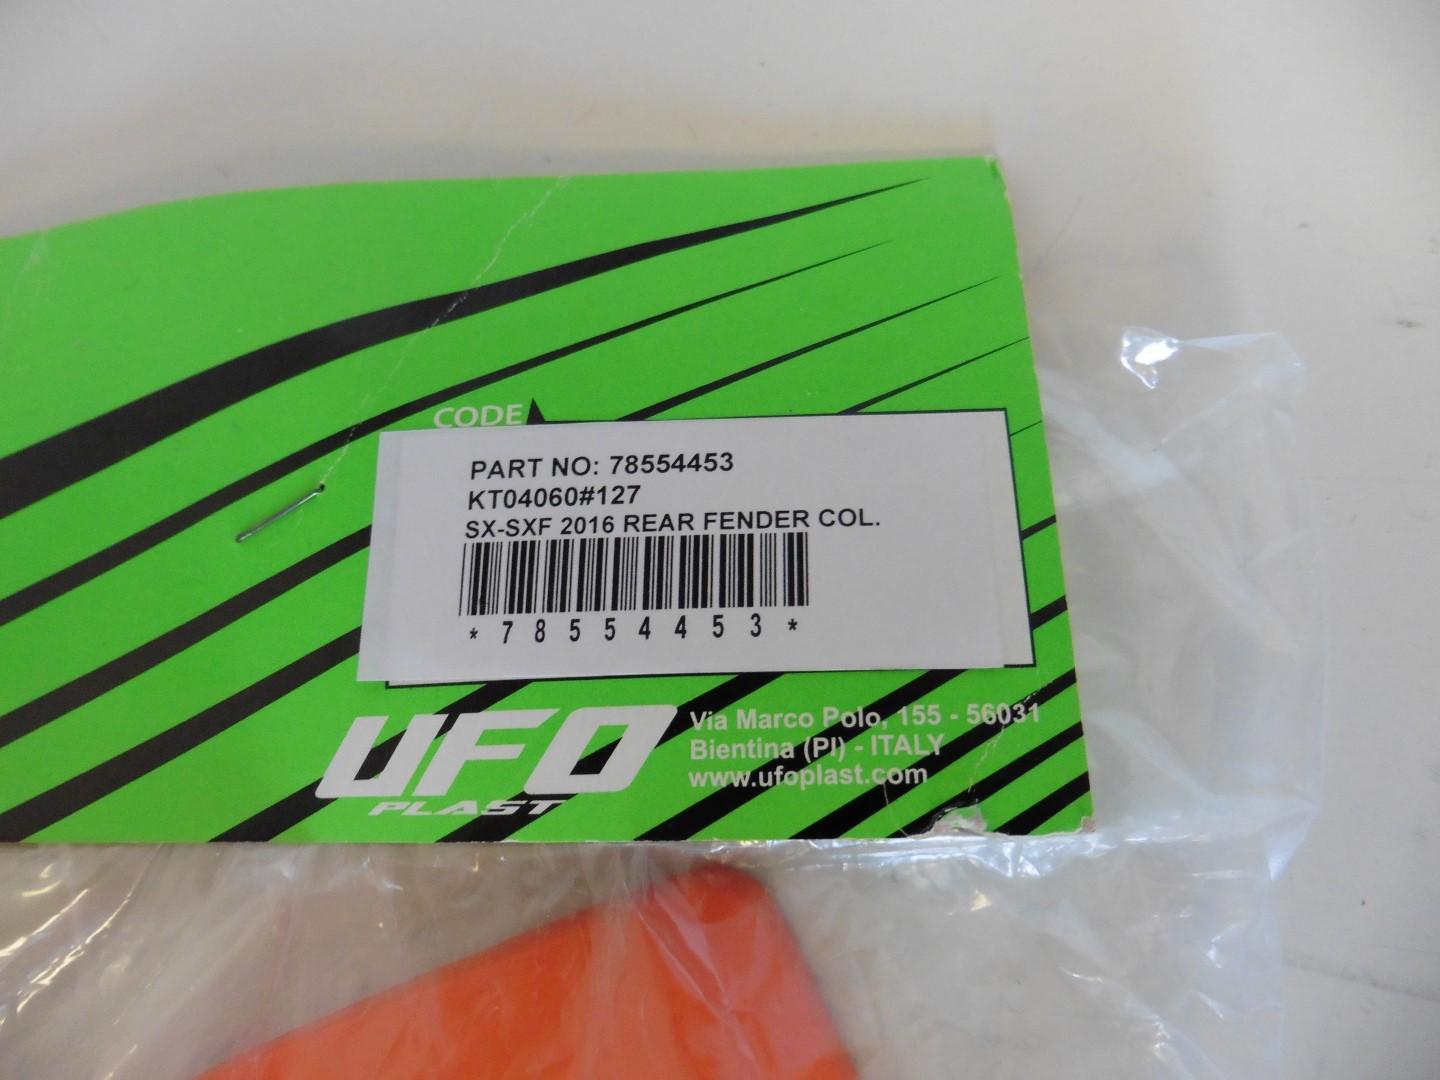 CODE
PART NO: 78554453
KT04060#127
SX-SXF 2016 REAR FENDER COL.
*78554453*
UFO
PLAST
Via Marco Polo, 155 - 56031
Bientina (PI) - ITALY
www.ufoplast.com